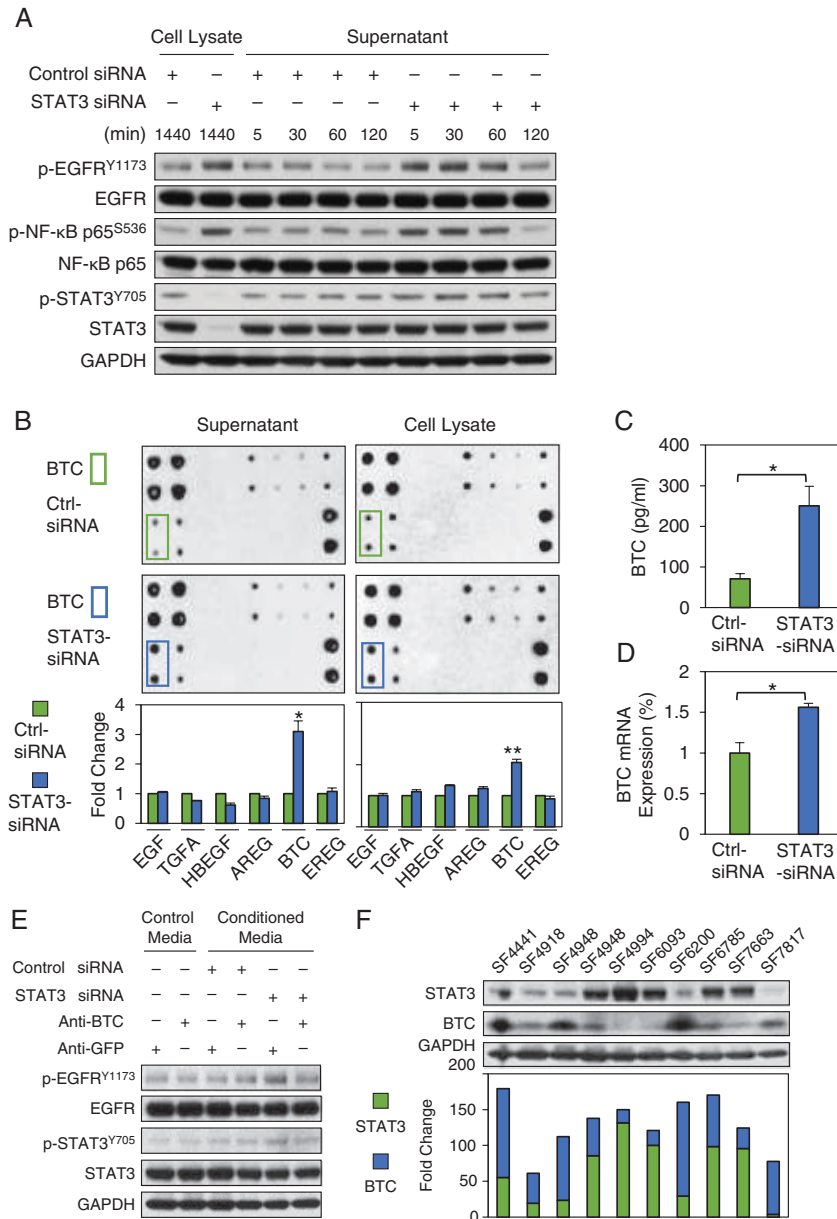 A
Cell Lysate Supernatant
Control siRNA + – + + + + – – – –
STAT3 siRNA – + – – – – + + + +
(min) 1440 1440 5 30 60 120 5 30 60 120
p-EGFRY1173
EGFR
p-NF-κB p65S536
NF-κB p65
p-STAT3Y705
STAT3
GAPDH
B
Supernatant Cell Lysate
BTC
Ctrl-
siRNA
BTC
STAT3-
siRNA
Ctrl-
siRNA
STAT3-
siRNA
Fold Change
4
3
2
1
0
*
**
EGF TGFA HBEGF AREG BTC EREG
EGF TGFA HBEGF AREG BTC EREG
C
BTC (pg/ml)
400
300
200
100
0
*
Ctrl-
siRNA
STAT3
-siRNA
D
BTC mRNA
Expression (%)
2
1.5
1
0.5
0
*
Ctrl-
siRNA
STAT3
-siRNA
E
Control
Media
Conditioned
Media
Control siRNA – – + + – –
STAT3 siRNA – – – – + +
Anti-BTC – + – + – +
Anti-GFP + – + – + –
p-EGFRY1173
EGFR
p-STAT3Y705
STAT3
GAPDH
F
SF4441 SF4918 SF4948 SF4948 SF4994 SF6093 SF6200 SF6785 SF7663 SF7817
STAT3
BTC
GAPDH
200
150
100
50
0
Fold Change
STAT3
BTC